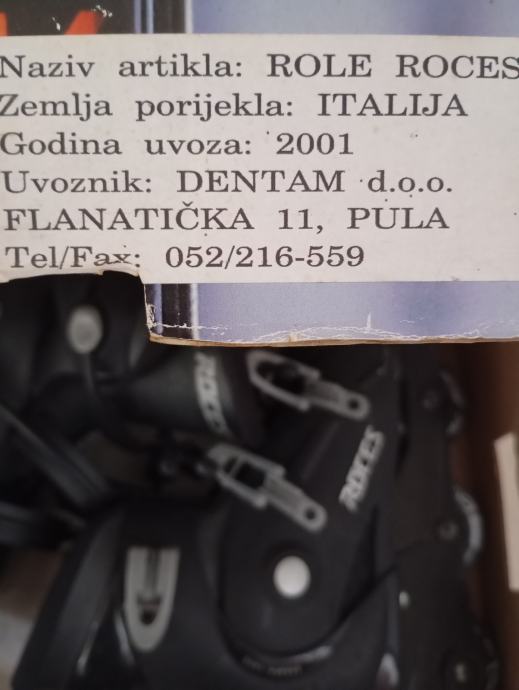 Naziv artikla: ROLE ROCES
Zemlja porijekla: ITALIJA
Godina uvoza: 2001
Uvoznik: DENTAM d.o.o.
FLANATIČKA 11, PULA
Tel/Fax: 052/216-559
ROCES
ROCES